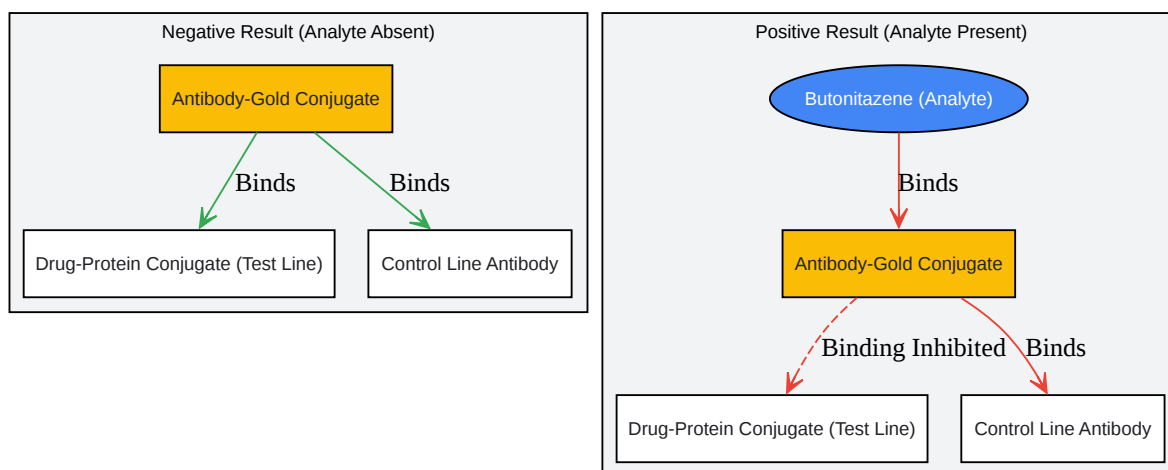 Negative Result (Analyte Absent)
Antibody-Gold Conjugate
Binds
Binds
Drug-Protein Conjugate (Test Line)
Control Line Antibody
Positive Result (Analyte Present)
Butonitazene (Analyte)
Binds
Antibody-Gold Conjugate
Binding Inhibited
Binds
Drug-Protein Conjugate (Test Line)
Control Line Antibody